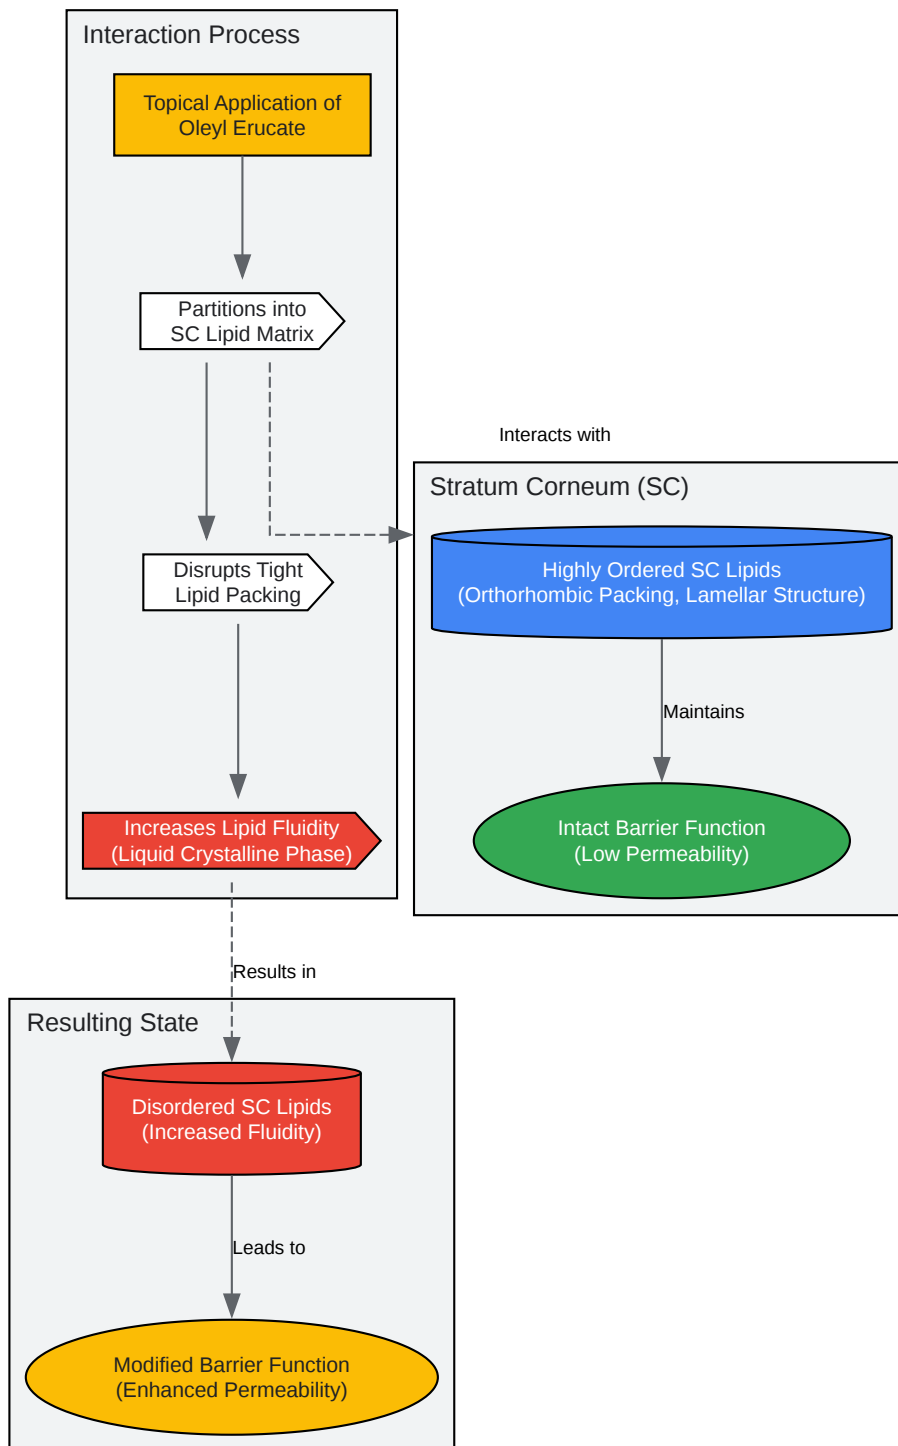 Interaction Process
Topical Application of
Oleyl Erucate
Partitions into
SC Lipid Matrix
Disrupts Tight
Lipid Packing
Increases Lipid Fluidity
(Liquid Crystalline Phase)
Interacts with
Stratum Corneum (SC)
Highly Ordered SC Lipids
(Orthorhombic Packing, Lamellar Structure)
Maintains
Intact Barrier Function
(Low Permeability)
Results in
Resulting State
Disordered SC Lipids
(Increased Fluidity)
Leads to
Modified Barrier Function
(Enhanced Permeability)